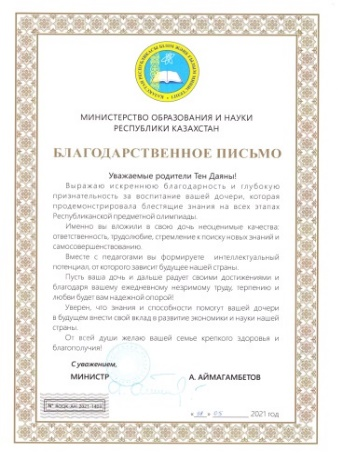 МИНИСТЕРСТВО ОБРАЗОВАНИЯ И НАУКИ
РЕСПУБЛИКИ КАЗАХСТАН
БЛАГОДАРСТВЕННОЕ ПИСЬМО
Уважаемые родители Тен Даяны!
Выражаю искреннюю благодарность и глубокую
признательность за воспитание вашей дочери, которая
продемонстрировала блестящие знания на всех этапах
Республиканской предметной олимпиады.
Именно вы вложили в свою дочь неоценимые качества:
ответственность, трудолюбие, стремление к поиску новых знаний и
самосовершенствованию.
Вместе с педагогами вы формируете интеллектуальный
потенциал, от которого зависит будущее нашей страны.
Пусть ваша дочь и дальше радует своими достижениями и
благодаря вашему ежедневному незримому труду, терпению и
любви будет вам надежной опорой!
Уверен, что знания и способности помогут вашей дочери
в будущем внести свой вклад в развитие экономики и науки нашей
страны.
От всей души желаю вашей семье крепкого здоровья и
благополучия!
С уважением,
МИНИСТР А. АЙМАГАМБЕТОВ
2021 год